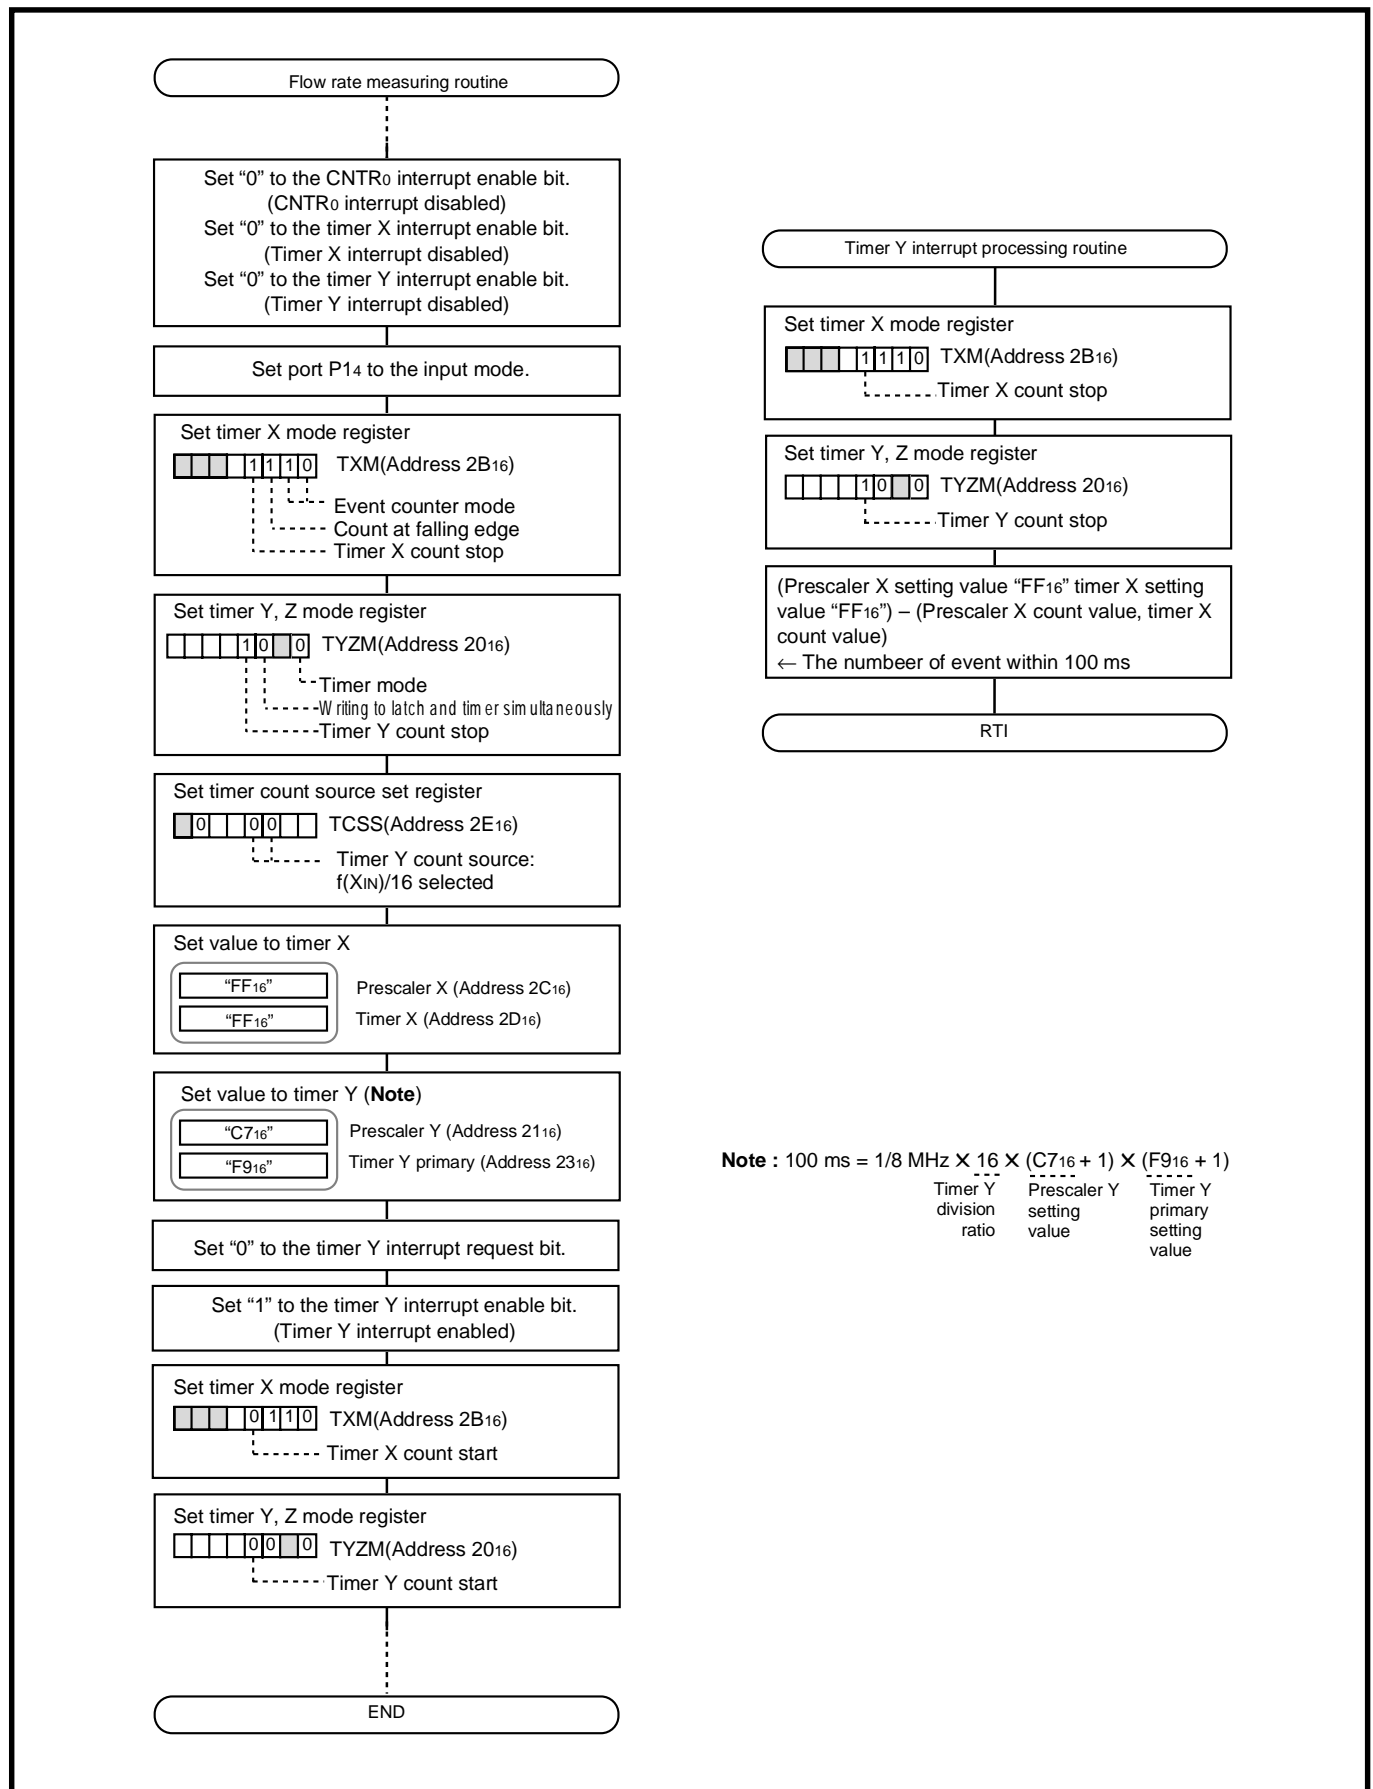 Flow rate measuring routine
Set “0” to the CNTR0 interrupt enable bit.
(CNTR0 interrupt disabled)
Set “0” to the timer X interrupt enable bit.
(Timer X interrupt disabled)
Set “0” to the timer Y interrupt enable bit.
(Timer Y interrupt disabled)
Set port P14 to the input mode.
Set timer X mode register
1 1 1 0 TXM(Address 2B16)
Event counter mode
Count at falling edge
Timer X count stop
Set timer Y, Z mode register
1 0 0 TYZM(Address 2016)
Timer mode
Writing to latch and timer simultaneously
Timer Y count stop
Set timer count source set register
0 0 0 TCSS(Address 2E16)
Timer Y count source:
f(XIN)/16 selected
Set value to timer X
“FF16” Prescaler X (Address 2C16)
“FF16” Timer X (Address 2D16)
Set value to timer Y (Note)
“C716” Prescaler Y (Address 2116)
“F916” Timer Y primary (Address 2316)
Set “0” to the timer Y interrupt request bit.
Set “1” to the timer Y interrupt enable bit.
(Timer Y interrupt enabled)
Set timer X mode register
0 1 1 0 TXM(Address 2B16)
Timer X count start
Set timer Y, Z mode register
0 0 0 TYZM(Address 2016)
Timer Y count start
END
Timer Y interrupt processing routine
Set timer X mode register
1 1 1 0 TXM(Address 2B16)
Timer X count stop
Set timer Y, Z mode register
1 0 0 TYZM(Address 2016)
Timer Y count stop
(Prescaler X setting value “FF16” timer X setting
value “FF16”) – (Prescaler X count value, timer X
count value)
← The numbeer of event within 100 ms
RTI
Note : 100 ms = 1/8 MHz × 16 × (C716 + 1) × (F916 + 1)
Timer Y
division
ratio
Prescaler Y
setting
value
Timer Y
primary
setting
value